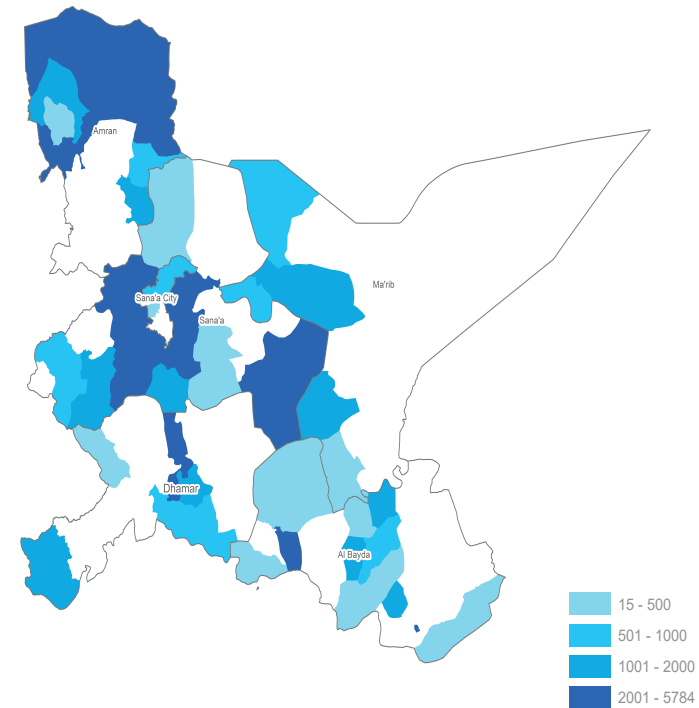 Amran
Ma'rib
Sana'a City
Sana'a
Dhamar
Al Bayda
15 - 500
501 - 1000
1001 - 2000
2001 - 5784